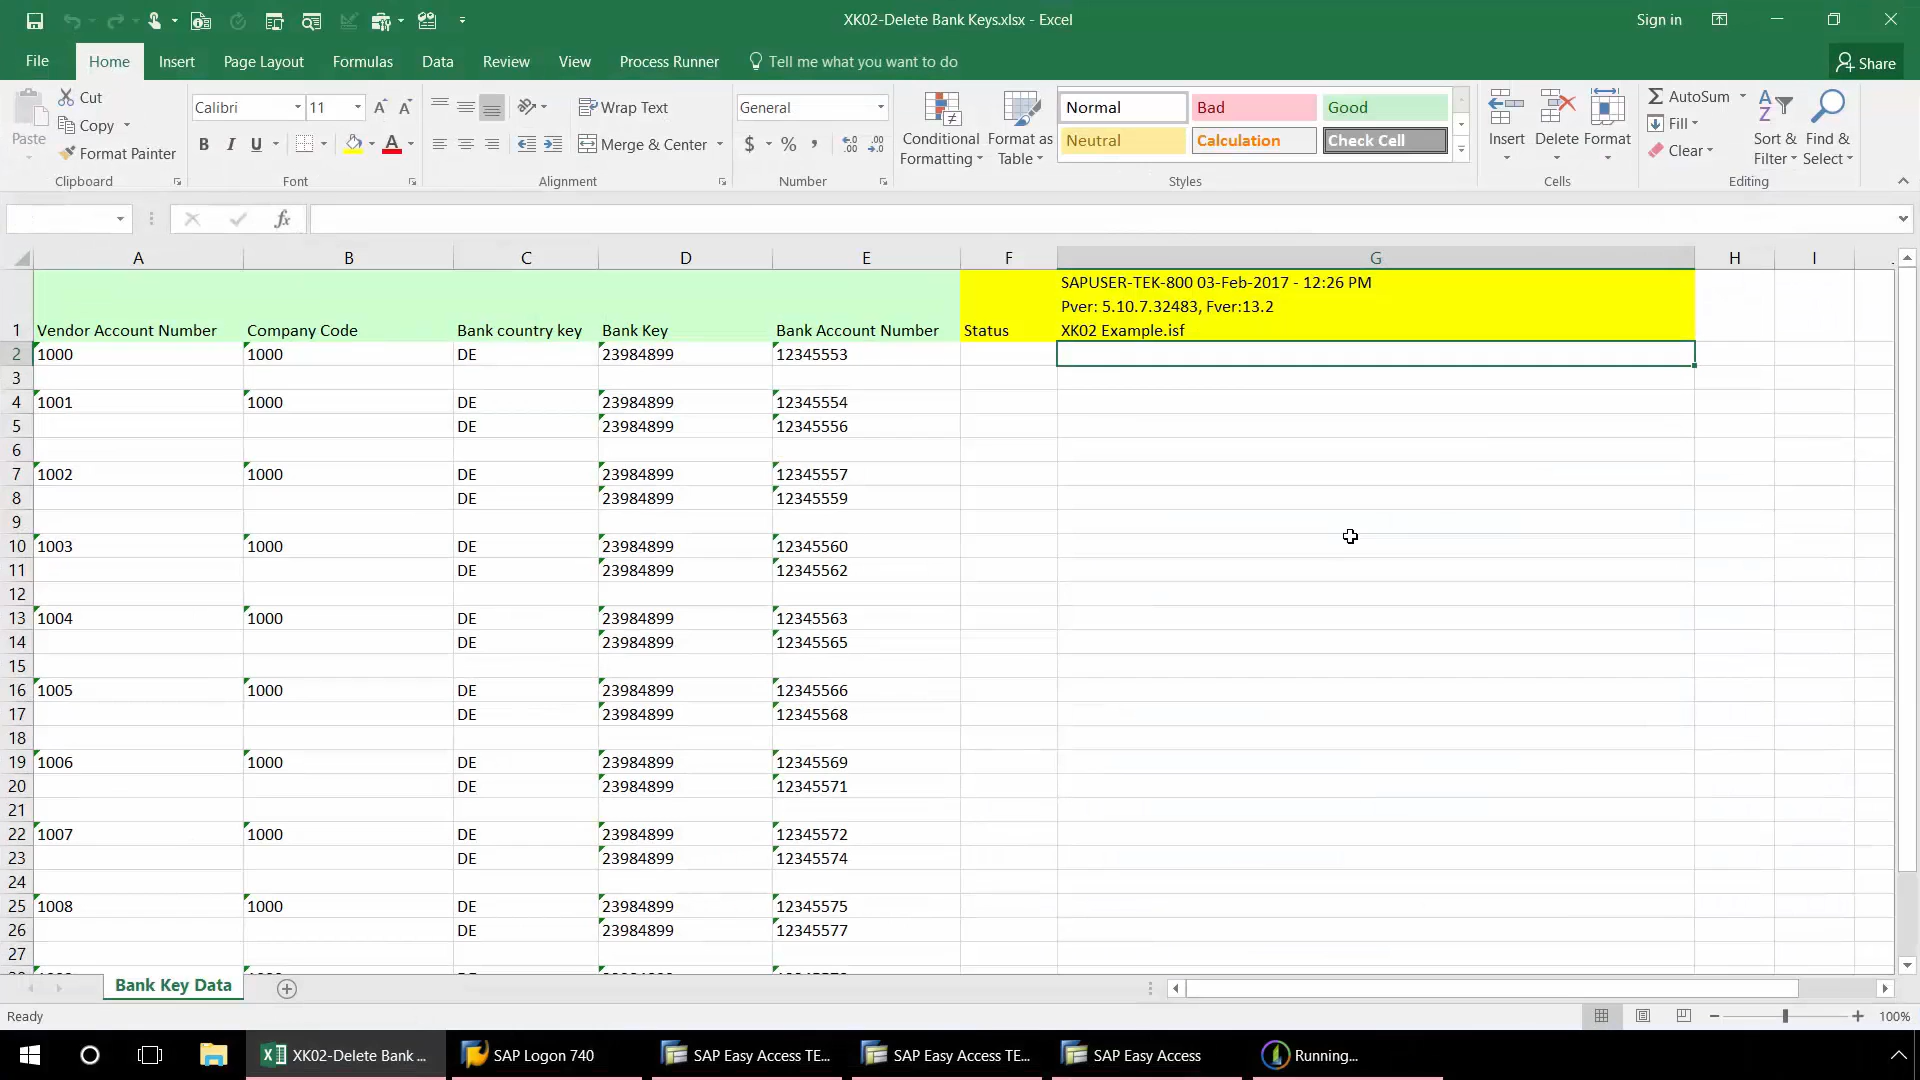 XK02-Delete Bank Keys.xlsx - Excel
Sign in
File Home Insert Page Layout Formulas Data Review View Process Runner Tell me what you want to do Share
Paste
Cut
Copy
Format Painter
Clipboard
Calibri 11
B I U
Font
Wrap Text
Merge & Center
Alignment
General
$ % ,
Number
Conditional Formatting
Format as Table
Normal Bad Good
Neutral Calculation Check Cell
Styles
Insert Delete Format
Cells
AutoSum
Fill
Clear
Sort & Filter
Find & Select
Editing
fx
A B C D E F G H I
SAPUSER-TEK-800 03-Feb-2017 - 12:26 PM
Pver: 5.10.7.32483, Fver:13.2
1 Vendor Account Number Company Code Bank country key Bank Key Bank Account Number Status XK02 Example.isf
2 1000 1000 DE 23984899 12345553
3
4 1001 1000 DE 23984899 12345554
5 DE 23984899 12345556
6
7 1002 1000 DE 23984899 12345557
8 DE 23984899 12345559
9
10 1003 1000 DE 23984899 12345560
11 DE 23984899 12345562
12
13 1004 1000 DE 23984899 12345563
14 DE 23984899 12345565
15
16 1005 1000 DE 23984899 12345566
17 DE 23984899 12345568
18
19 1006 1000 DE 23984899 12345569
20 DE 23984899 12345571
21
22 1007 1000 DE 23984899 12345572
23 DE 23984899 12345574
24
25 1008 1000 DE 23984899 12345575
26 DE 23984899 12345577
27
Bank Key Data
Ready
100%
XK02-Delete Bank ... SAP Logon 740 SAP Easy Access TE... SAP Easy Access TE... SAP Easy Access Running...